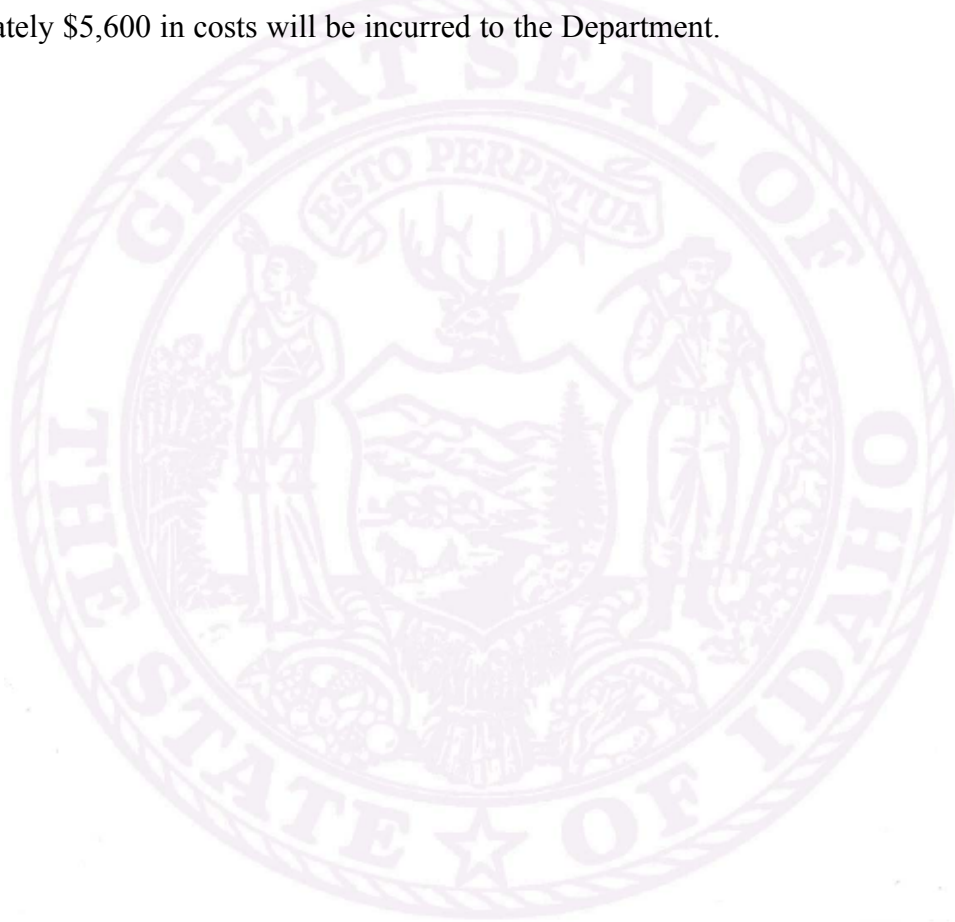 ately $5,600 in costs will be incurred to the Department.
GREAT SEAL OF
ESTO PERPETUA
THE STATE ☆ OF IDAHO